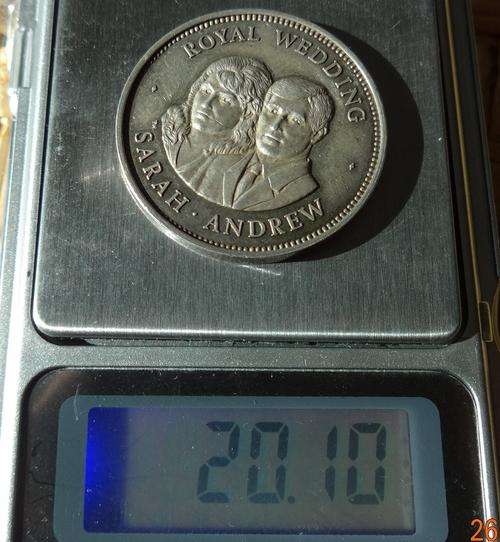 ROYAL WEDDING
SARAH · ANDREW
20.10
26